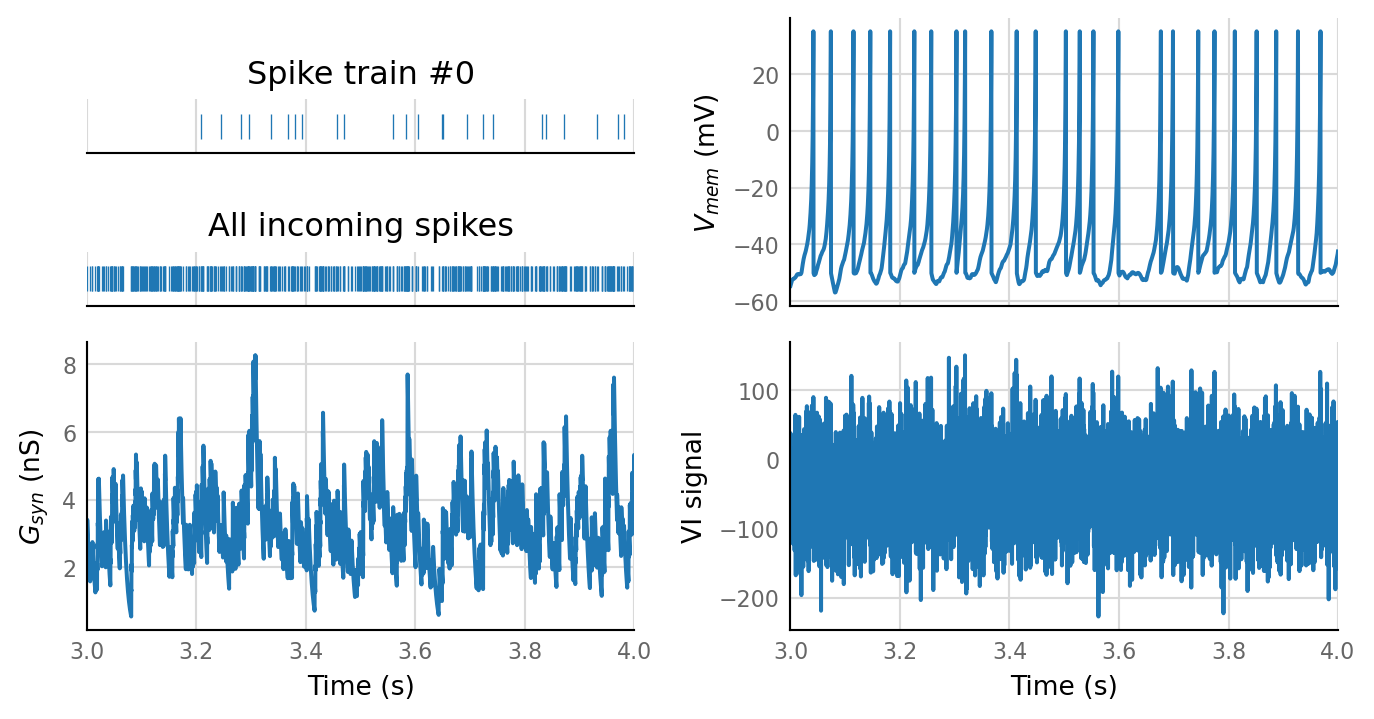 Spike train #0
All incoming spikes
G_syn (nS)
8
6
4
2
3.0 3.2 3.4 3.6 3.8 4.0
Time (s)
V_mem (mV)
20
0
−20
−40
−60
VI signal
100
0
−100
−200
3.0 3.2 3.4 3.6 3.8 4.0
Time (s)